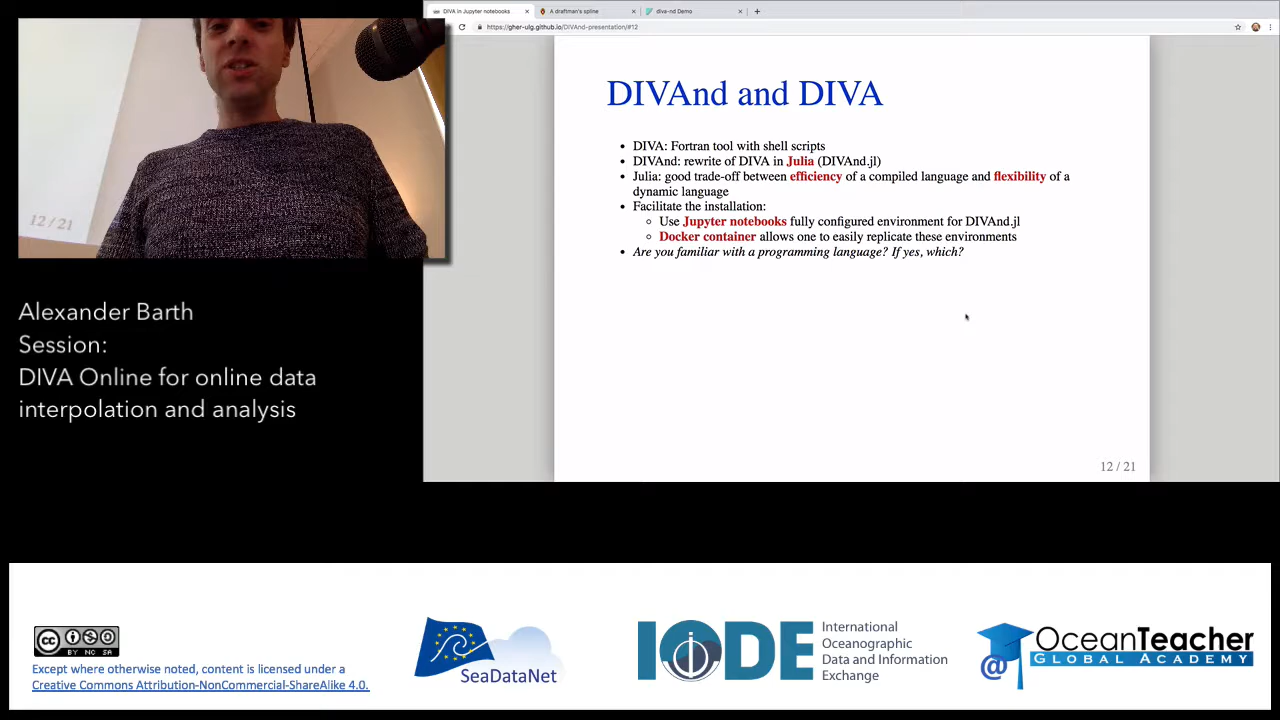 DIVA in Jupyter notebooks
A draftman's spline
diva-nd Demo
https://gher-ulg.github.io/DIVAnd-presentation/#12
12 / 21
DIVAnd and DIVA
• DIVA: Fortran tool with shell scripts
• DIVAnd: rewrite of DIVA in Julia (DIVAnd.jl)
• Julia: good trade-off between efficiency of a compiled language and flexibility of a
dynamic language
• Facilitate the installation:
◦ Use Jupyter notebooks fully configured environment for DIVAnd.jl
◦ Docker container allows one to easily replicate these environments
• Are you familiar with a programming language? If yes, which?
12 / 21
Alexander Barth
Session:
DIVA Online for online data
interpolation and analysis
cc
BY NC SA
Except where otherwise noted, content is licensed under a
Creative Commons Attribution-NonCommercial-ShareAlike 4.0.
SeaDataNet
IODE
International
Oceanographic
Data and Information
Exchange
@
OceanTeacher
GLOBAL ACADEMY